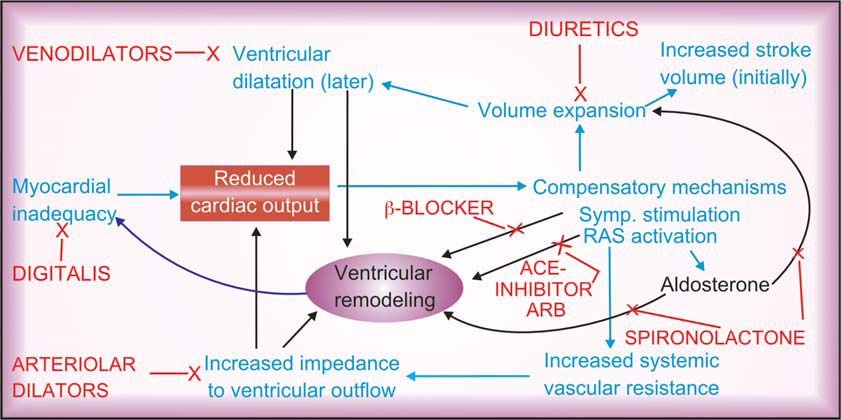 DIURETICS
VENODILATORS
Ventricular
dilatation (later)
Increased stroke
volume (initially)
Volume expansion
Myocardial
inadequacy
Reduced
cardiac output
Compensatory mechanisms
Symp. stimulation
RAS activation
β-BLOCKER
DIGITALIS
Ventricular
remodeling
ACE-
INHIBITOR
ARB
Aldosterone
SPIRONOLACTONE
ARTERIOLAR
DILATORS
Increased impedance
to ventricular outflow
Increased systemic
vascular resistance
X
X
X
X
X
X
X
X